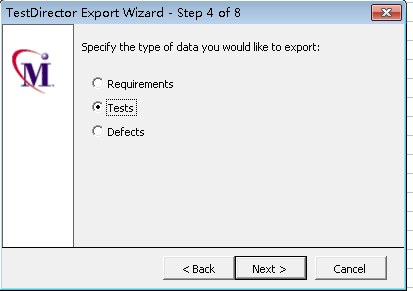 TestDirector Export Wizard - Step 4 of 8
Specify the type of data you would like to export:
Requirements
Tests
Defects
< Back
Next >
Cancel